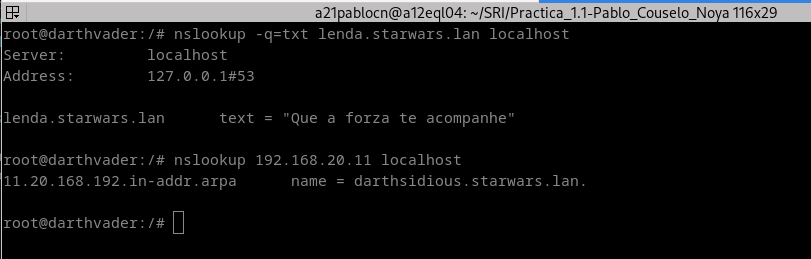 a21pablocn@a12eql04: ~/SRI/Practica_1.1-Pablo_Couselo_Noya 116x29
root@darthvader:/# nslookup -q=txt lenda.starwars.lan localhost
Server:         localhost
Address:        127.0.0.1#53
lenda.starwars.lan      text = "Que a forza te acompanhe"
root@darthvader:/# nslookup 192.168.20.11 localhost
11.20.168.192.in-addr.arpa      name = darthsidious.starwars.lan.
root@darthvader:/#